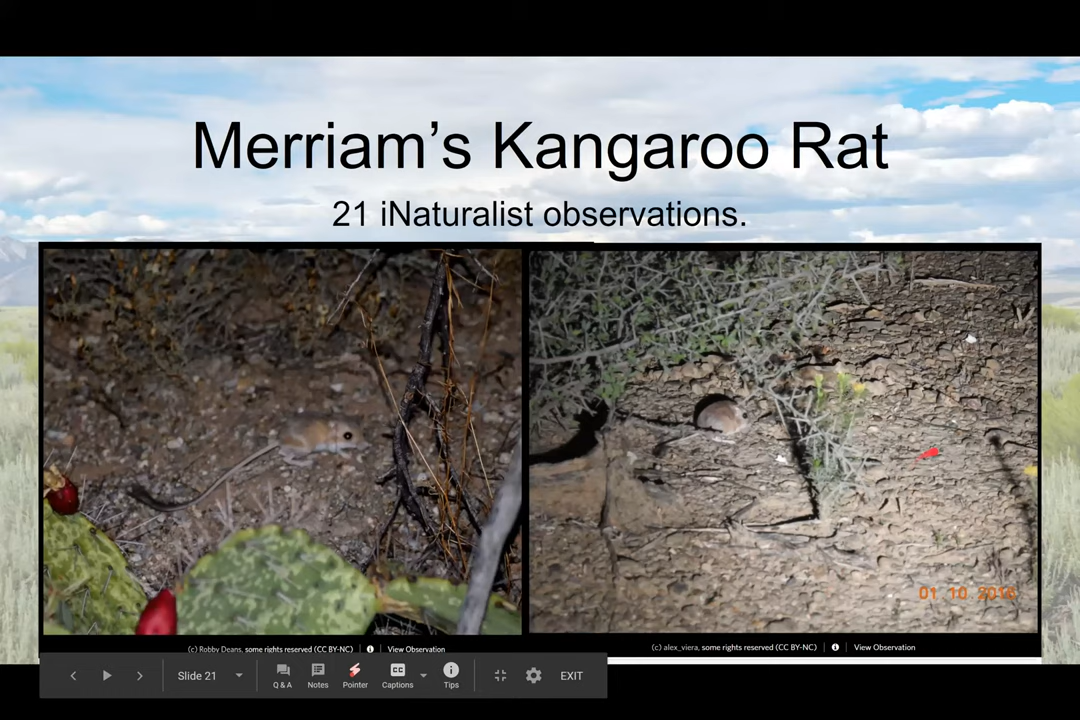 Merriam’s Kangaroo Rat
21 iNaturalist observations.
01 10 2016
(c) Robby Deans, some rights reserved (CC BY-NC) View Observation
(c) alex_viera, some rights reserved (CC BY-NC) View Observation
Slide 21
Q & A
Notes
Pointer
CC
Captions
Tips
EXIT